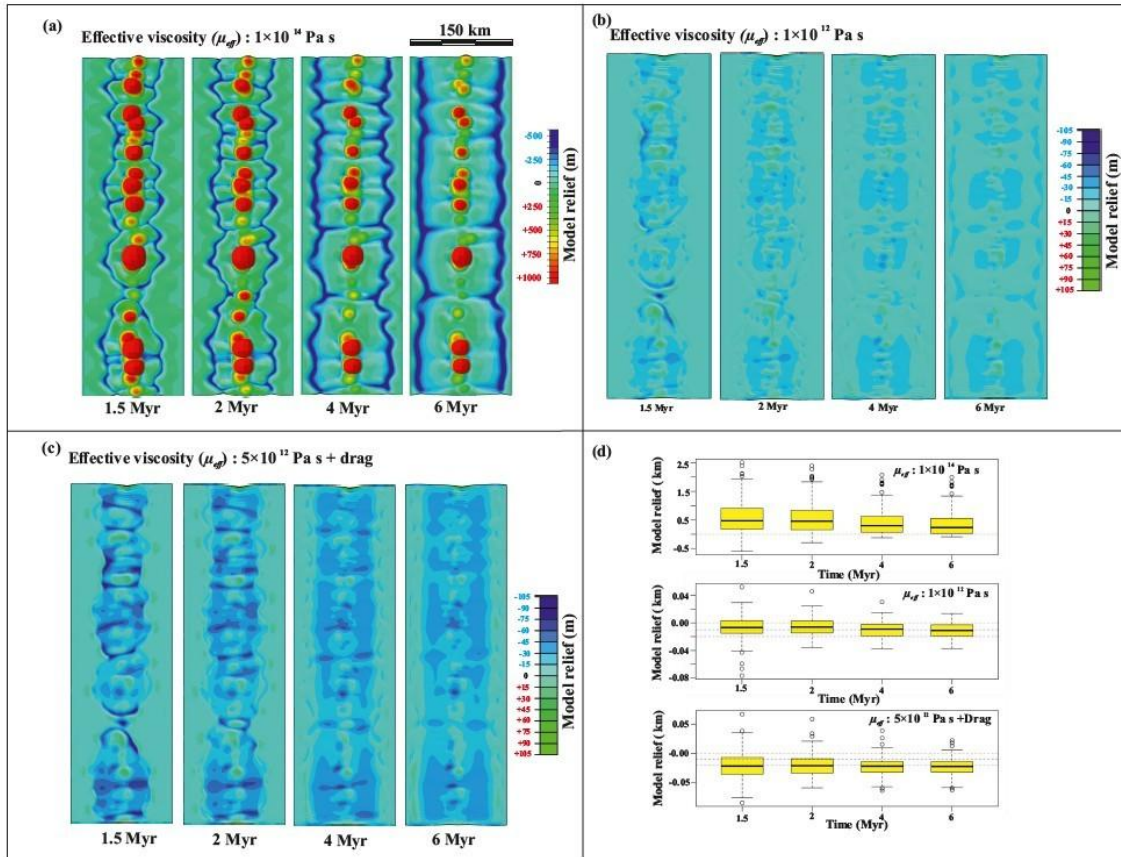 (a)
Effective viscosity (μeff) : 1×10 14 Pa s
150 km
-500
-250
0
+250
+500
+750
+1000
Model relief (m)
1.5 Myr
2 Myr
4 Myr
6 Myr
(b)
Effective viscosity (μeff) : 1×10 12 Pa s
-105
-90
-75
-60
-45
-30
-15
0
+15
+30
+45
+60
+75
+90
+105
Model relief (m)
1.5 Myr
2 Myr
4 Myr
6 Myr
(c)
Effective viscosity (μeff) : 5×10 12 Pa s + drag
-105
-90
-75
-60
-45
-30
-15
0
+15
+30
+45
+60
+75
+90
+105
Model relief (m)
1.5 Myr
2 Myr
4 Myr
6 Myr
(d)
μeff : 1×10 14 Pa s
Model relief ( km)
2.5
1.5
0.5
-0.5
1.5
2
4
6
Time (Myr)
μeff : 1×10 12 Pa s
Model relief ( km)
0.04
0.00
-0.04
-0.08
1.5
2
4
6
Time (Myr)
μeff : 5×10 12 Pa s +Drag
Model relief ( km)
0.05
-0.00
-0.05
1.5
2
4
6
Time (Myr)